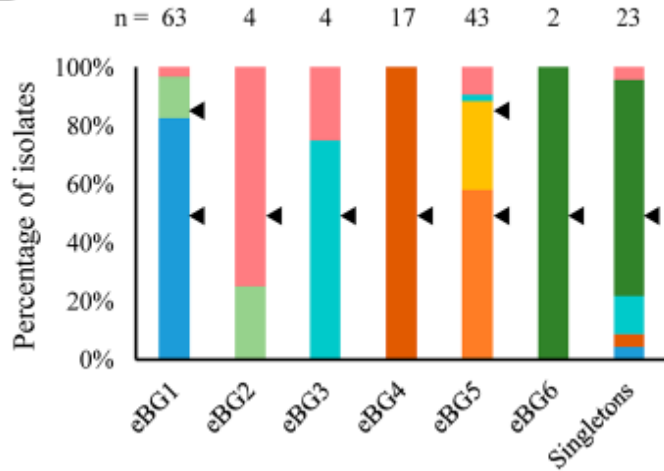 n = 63 4 4 17 43 2 23
Percentage of isolates
100%
80%
60%
40%
20%
0%
eBG1 eBG2 eBG3 eBG4 eBG5 eBG6 Singletons